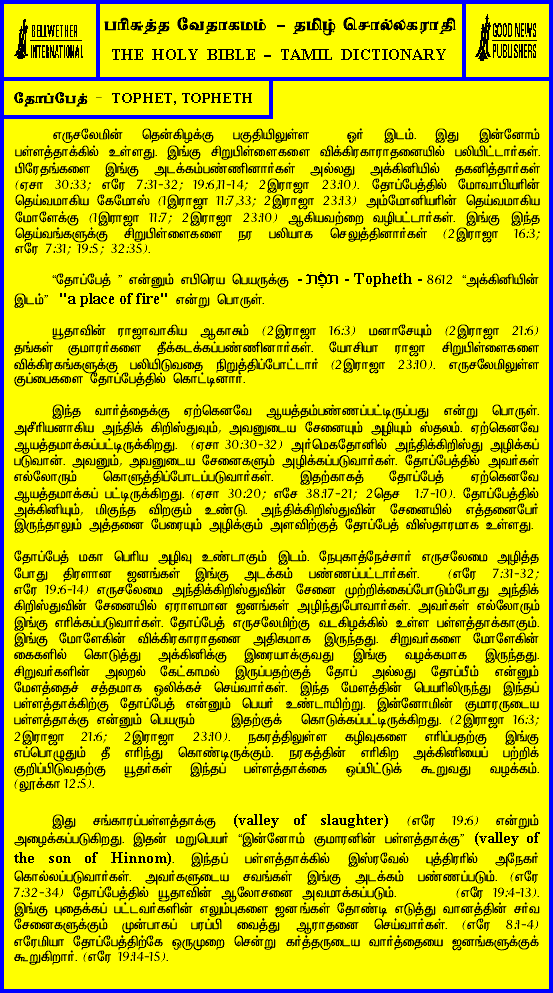 BELLWETHER
INTERNATIONAL
பரிசுத்த வேதாகமம் - தமிழ் சொல்லகராதி
THE HOLY BIBLE – TAMIL DICTIONARY
GOOD NEWS
PUBLISHERS
தோப்பேத் - TOPHET, TOPHETH
எருசலேமின் தென்கிழக்கு பகுதியிலுள்ள ஓர் இடம். இது இன்னோம்
பள்ளத்தாக்கில் உள்ளது. இங்கு சிறுபிள்ளைகளை விக்கிரகாராதனையில் பலியிட்டார்கள்.
பிரேதங்களை இங்கு அடக்கம்பண்ணினார்கள் அல்லது அக்கினியில் தகனித்தார்கள்
(ஏசா 30:33; எரே 7:31-32; 19:6,11-14; 2இராஜா 23:10). தோப்பேத்தில் மோவாபியரின்
தெய்வமாகிய கேமோஸ் (1இராஜா 11:7,33; 2இராஜா 23:13) அம்மோனியரின் தெய்வமாகிய
மோளேக்கு (1இராஜா 11:7; 2இராஜா 23:10) ஆகியவற்றை வழிபட்டார்கள். இங்கு இந்த
தெய்வங்களுக்கு சிறுபிள்ளைகளை நர பலியாக செலுத்தினார்கள் (2இராஜா 16:3;
எரே 7:31; 19:5; 32:35).
“தோப்பேத் ” என்னும் எபிரெய பெயருக்கு - תֹּפֶת - Topheth - 8612 “அக்கினியின்
இடம்” "a place of fire" என்று பொருள்.
யூதாவின் ராஜாவாகிய ஆகாசும் (2இராஜா 16:3) மனாசேயும் (2இராஜா 21:6)
தங்கள் குமாரர்களை தீக்கடக்கப்பண்ணினார்கள். யோசியா ராஜா சிறுபிள்ளைகளை
விக்கிரகங்களுக்கு பலியிடுவதை நிறுத்திப்போட்டார் (2இராஜா 23:10). எருசலேமிலுள்ள
குப்பைகளை தோப்பேத்தில் கொட்டினார்.
இந்த வார்த்தைக்கு ஏற்கெனவே ஆயத்தம்பண்ணப்பட்டிருப்பது என்று பொருள்.
அசீரியனாகிய அந்திக் கிறிஸ்துவும், அவனுடைய சேனையும் அழியும் ஸ்தலம். ஏற்கெனவே
ஆயத்தமாக்கப்பட்டிருக்கிறது. (ஏசா 30:30-32) அர்மெகதோனில் அந்திக்கிறிஸ்து அழிக்கப்
படுவான். அவனும், அவனுடைய சேனைகளும் அழிக்கப்படுவார்கள். தோப்பேத்தில் அவர்கள்
எல்லோரும் கொளுத்திப்போடப்படுவார்கள். இதற்காகத் தோப்பேத் ஏற்கெனவே
ஆயத்தமாக்கப் பட்டிருக்கிறது. (ஏசா 30:20; எசே 38:17-21; 2தெச 1:7-10). தோப்பேத்தில்
அக்கினியும், மிகுந்த விறகும் உண்டு. அந்திக்கிறிஸ்துவின் சேனையில் எத்தனைபேர்
இருந்தாலும் அத்தனை பேரையும் அழிக்கும் அளவிற்குத் தோப்பேத் விஸ்தாரமாக உள்ளது.
தோப்பேத் மகா பெரிய அழிவு உண்டாகும் இடம். நேபுகாத்நேச்சார் எருசலேமை அழித்த
போது திரளான ஜனங்கள் இங்கு அடக்கம் பண்ணப்பட்டார்கள். (எரே 7:31-32;
எரே 19:6-14) எருசலேமை அந்திக்கிறிஸ்துவின் சேனை முற்றிக்கைப்போடும்போது அந்திக்
கிறிஸ்துவின் சேனையில் ஏராளமான ஜனங்கள் அழிந்துபோவார்கள். அவர்கள் எல்லோரும்
இங்கு எரிக்கப்படுவார்கள். தோப்பேத் எருசலேமிற்கு வடகிழக்கில் உள்ள பள்ளத்தாக்காகும்.
இங்கு மோளேகின் விக்கிரகாராதனை அதிகமாக இருந்தது. சிறுவர்களை மோளேகின்
கைகளில் கொடுத்து அக்கினிக்கு இரையாக்குவது இங்கு வழக்கமாக இருந்தது.
சிறுவர்களின் அலறல் கேட்காமல் இருப்பதற்குத் தோப் அல்லது தோப்பீம் என்னும்
மேளத்தைச் சத்தமாக ஒலிக்கச் செய்வார்கள். இந்த மேளத்தின் பெயரிலிருந்து இந்தப்
பள்ளத்தாக்கிற்கு தோப்பேத் என்னும் பெயர் உண்டாயிற்று. இன்னோமின் குமாரருடைய
பள்ளத்தாக்கு என்னும் பெயரும் இதற்குக் கொடுக்கப்பட்டிருக்கிறது. (2இராஜா 16:3;
2இராஜா 21:6; 2இராஜா 23:10). நகரத்திலுள்ள கழிவுகளை எரிப்பதற்கு இங்கு
எப்பொழுதும் தீ எரிந்து கொண்டிருக்கும். நரகத்தின் எரிகிற அக்கினியைப் பற்றிக்
குறிப்பிடுவதற்கு யூதர்கள் இந்தப் பள்ளத்தாக்கை ஒப்பிட்டுக் கூறுவது வழக்கம்.
(லூக்கா 12:5).
இது சங்காரப்பள்ளத்தாக்கு (valley of slaughter) (எரே 19:6) என்றும்
அழைக்கப்படுகிறது. இதன் மறுபெயர் “இன்னோம் குமாரனின் பள்ளத்தாக்கு” (valley of
the son of Hinnom). இந்தப் பள்ளத்தாக்கில் இஸ்ரவேல் புத்திரரில் அநேகர்
கொல்லப்படுவார்கள். அவர்களுடைய சவங்கள் இங்கு அடக்கம் பண்ணப்படும். (எரே
7:32-34) தோப்பேத்தில் யூதாவின் ஆலோசனை அவமாக்கப்படும். (எரே 19:4-13).
இங்கு புதைக்கப் பட்டவர்களின் எலும்புகளை ஜனங்கள் தோண்டி எடுத்து வானத்தின் சர்வ
சேனைகளுக்கும் முன்பாகப் பரப்பி வைத்து ஆராதனை செய்வார்கள். (எரே 8:1-4)
எரேமியா தோப்பேத்திற்கே ஒருமுறை சென்று கர்த்தருடைய வார்த்தையை ஜனங்களுக்குக்
கூறுகிறார். (எரே 19:14-15).